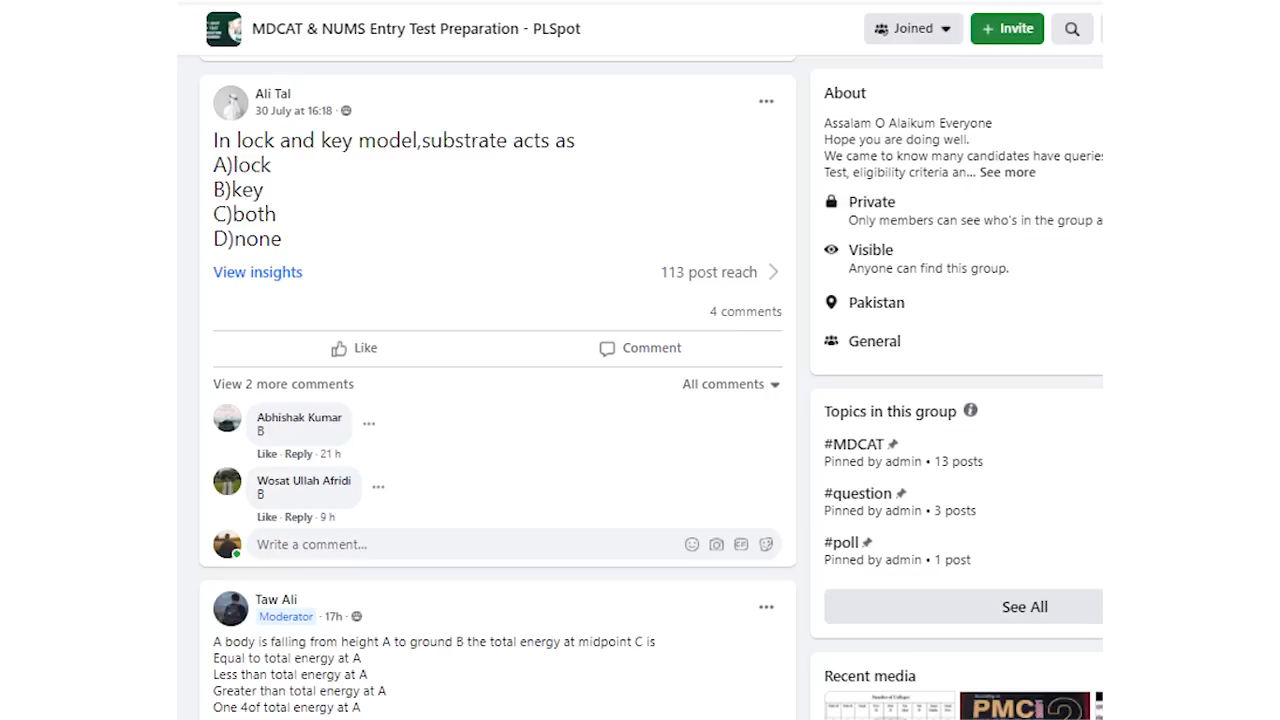 MDCAT & NUMS Entry Test Preparation - PLSpot
Joined
+ Invite
Ali Tal
30 July at 16:18 ·
In lock and key model,substrate acts as
A)lock
B)key
C)both
D)none
View insights
113 post reach
4 comments
Like
Comment
View 2 more comments
All comments
Abhishak Kumar
B
Like · Reply · 21 h
Wosat Ullah Afridi
B
Like · Reply · 9 h
Write a comment...
Taw Ali
Moderator · 17h ·
A body is falling from height A to ground B the total energy at midpoint C is
Equal to total energy at A
Less than total energy at A
Greater than total energy at A
One 4of total energy at A
About
Assalam O Alaikum Everyone
Hope you are doing well.
We came to know many candidates have queries
Test, eligibility criteria an... See more
Private
Only members can see who's in the group a
Visible
Anyone can find this group.
Pakistan
General
Topics in this group
#MDCAT
Pinned by admin • 13 posts
#question
Pinned by admin • 3 posts
#poll
Pinned by admin • 1 post
See All
Recent media
PMC